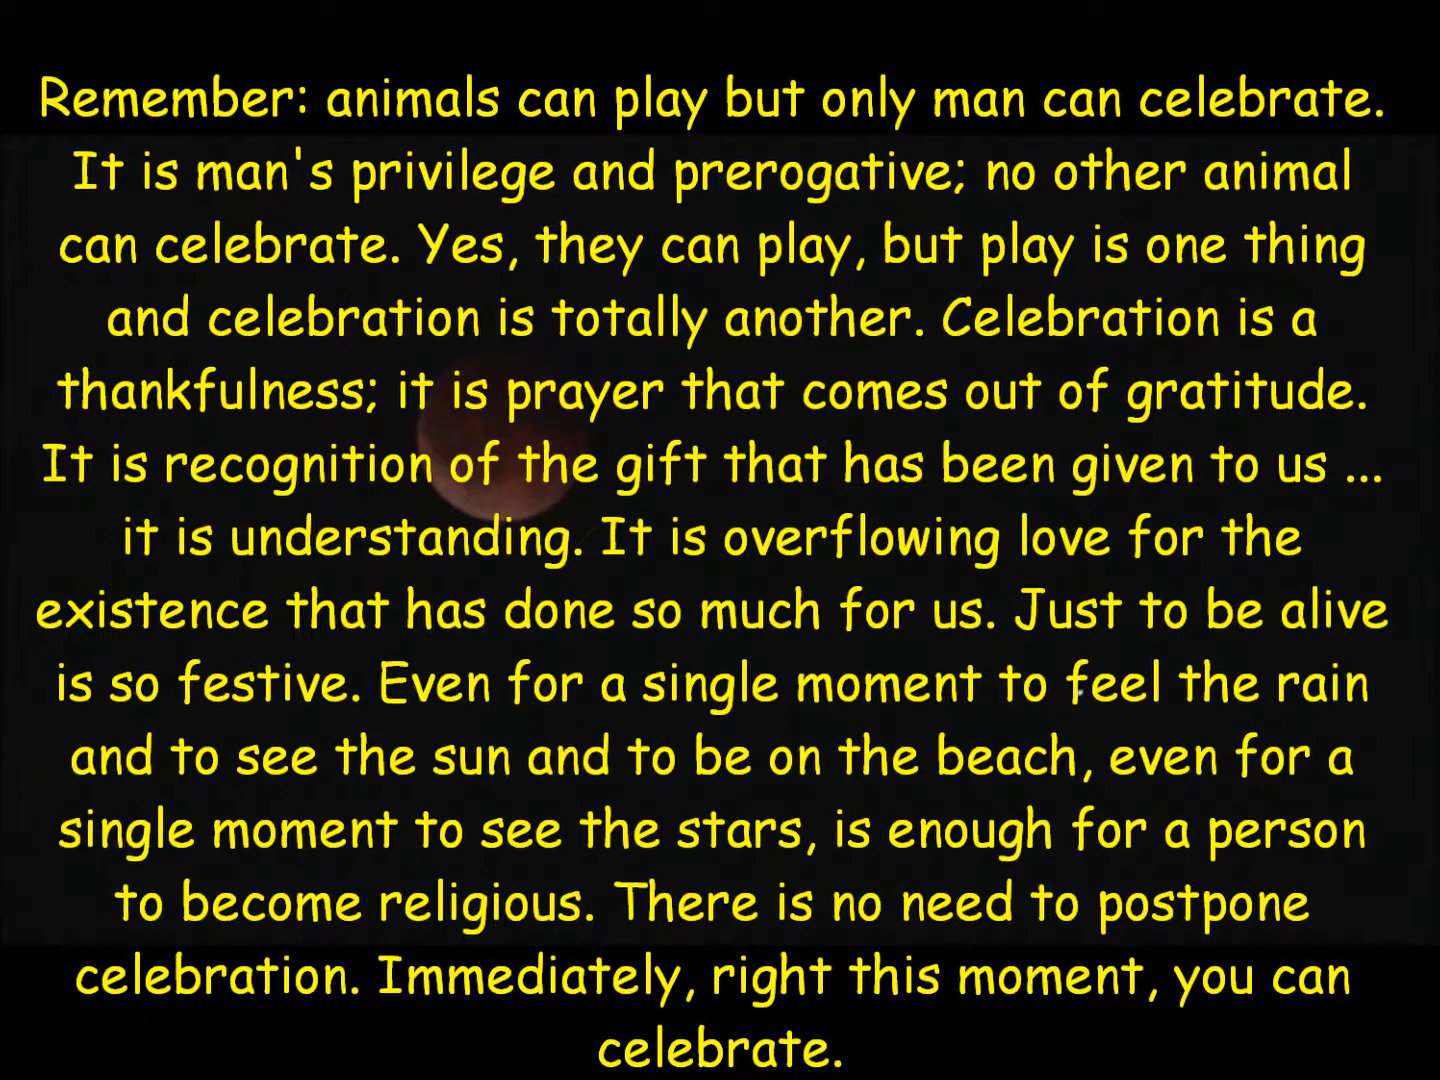 Remember: animals can play but only man can celebrate.
It is man's privilege and prerogative; no other animal
can celebrate. Yes, they can play, but play is one thing
and celebration is totally another. Celebration is a
thankfulness; it is prayer that comes out of gratitude.
It is recognition of the gift that has been given to us ...
it is understanding. It is overflowing love for the
existence that has done so much for us. Just to be alive
is so festive. Even for a single moment to feel the rain
and to see the sun and to be on the beach, even for a
single moment to see the stars, is enough for a person
to become religious. There is no need to postpone
celebration. Immediately, right this moment, you can
celebrate.